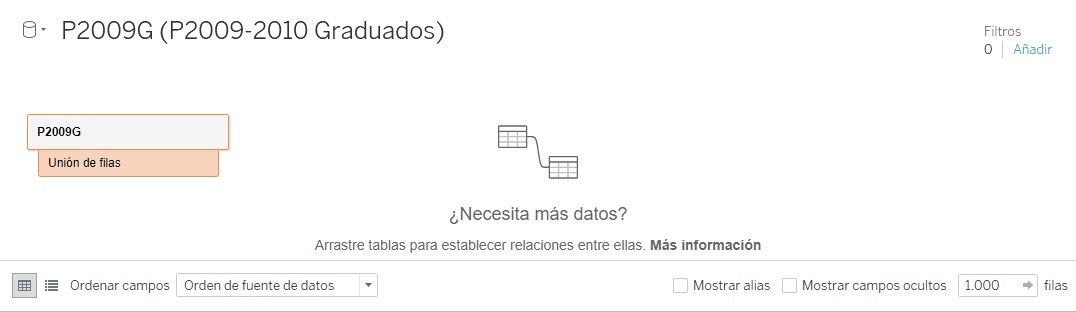 P2009G (P2009-2010 Graduados)
Filtros
0 Añadir
P2009G
Unión de filas
¿Necesita más datos?
Arrastre tablas para establecer relaciones entre ellas. Más información
Ordenar campos Orden de fuente de datos Mostrar alias Mostrar campos ocultos 1.000 filas